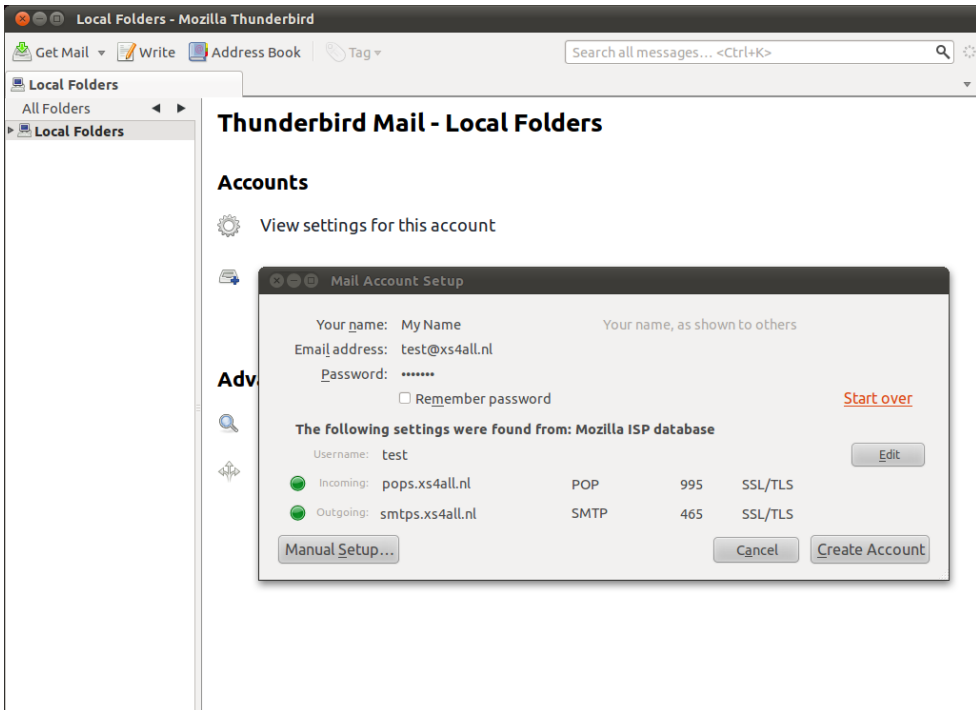 Local Folders - Mozilla Thunderbird
Get Mail Write Address Book Tag Search all messages... <Ctrl+K>
Local Folders
All Folders
Local Folders
Thunderbird Mail - Local Folders
Accounts
View settings for this account
Mail Account Setup
Your name: My Name Your name, as shown to others
Email address: test@xs4all.nl
Password: •••••••
Adv
Remember password Start over
The following settings were found from: Mozilla ISP database
Username: test Edit
Incoming: pops.xs4all.nl POP 995 SSL/TLS
Outgoing: smtps.xs4all.nl SMTP 465 SSL/TLS
Manual Setup... Cancel Create Account